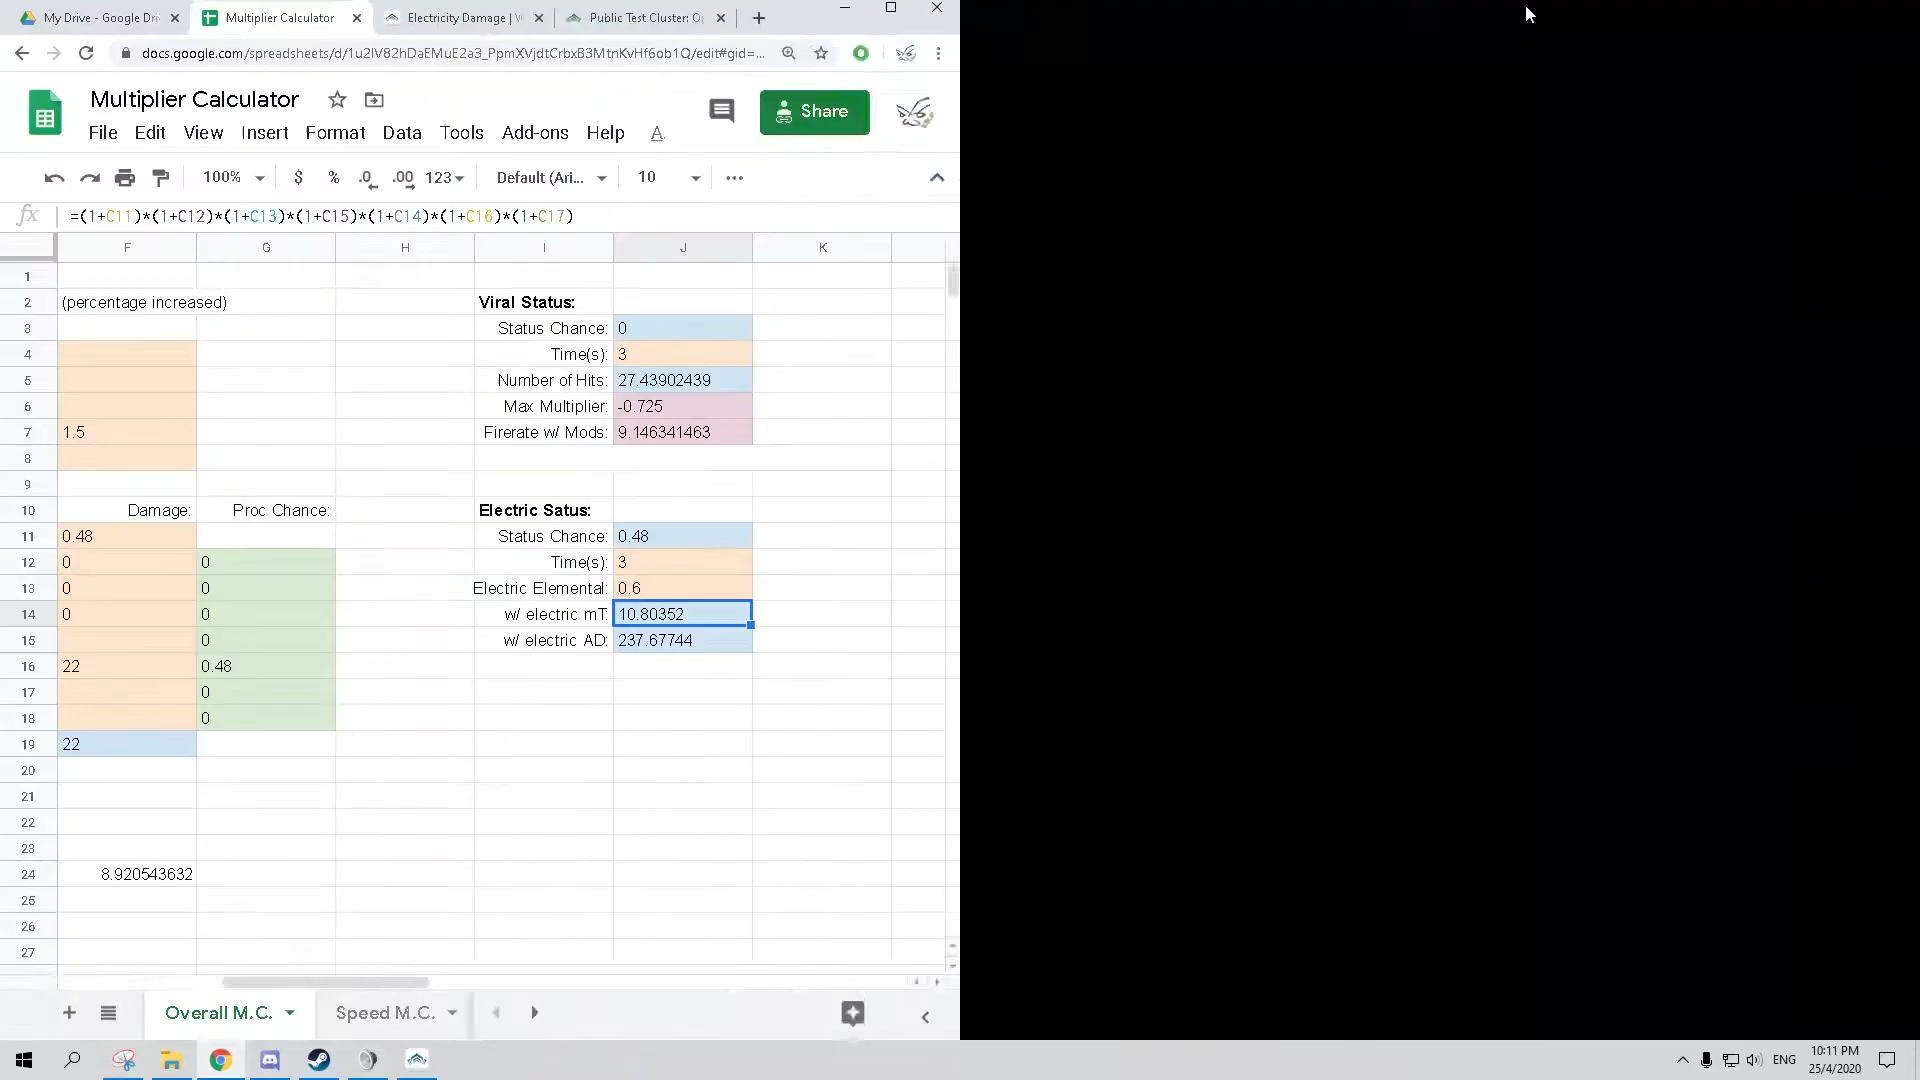 My Drive - Google Dri
Multiplier Calculator
Electricity Damage |
Public Test Cluster: O
docs.google.com/spreadsheets/d/1u2IV82hDaEMuE2a3_PpmXVjdtCrbxB3MtnKvHf6ob1Q/edit#gid=...
Multiplier Calculator
Share
File Edit View Insert Format Data Tools Add-ons Help A.
100% $ % .0 .00 123 Default (Ari... 10
fx =(1+C11)*(1+C12)*(1+C13)*(1+C15)*(1+C14)*(1+C16)*(1+C17)
F G H I J K
1
2 (percentage increased) Viral Status:
3 Status Chance: 0
4 Time(s): 3
5 Number of Hits: 27.43902439
6 Max Multiplier: -0.725
7 1.5 Firerate w/ Mods: 9.146341463
8
9
10 Damage: Proc Chance: Electric Satus:
11 0.48 Status Chance: 0.48
12 0 0 Time(s): 3
13 0 0 Electric Elemental: 0.6
14 0 0 w/ electric mT: 10.80352
15 0 w/ electric AD: 237.67744
16 22 0.48
17 0
18 0
19 22
20
21
22
23
24 8.920543632
25
26
27
Overall M.C. Speed M.C.
ENG
10:11 PM
25/4/2020